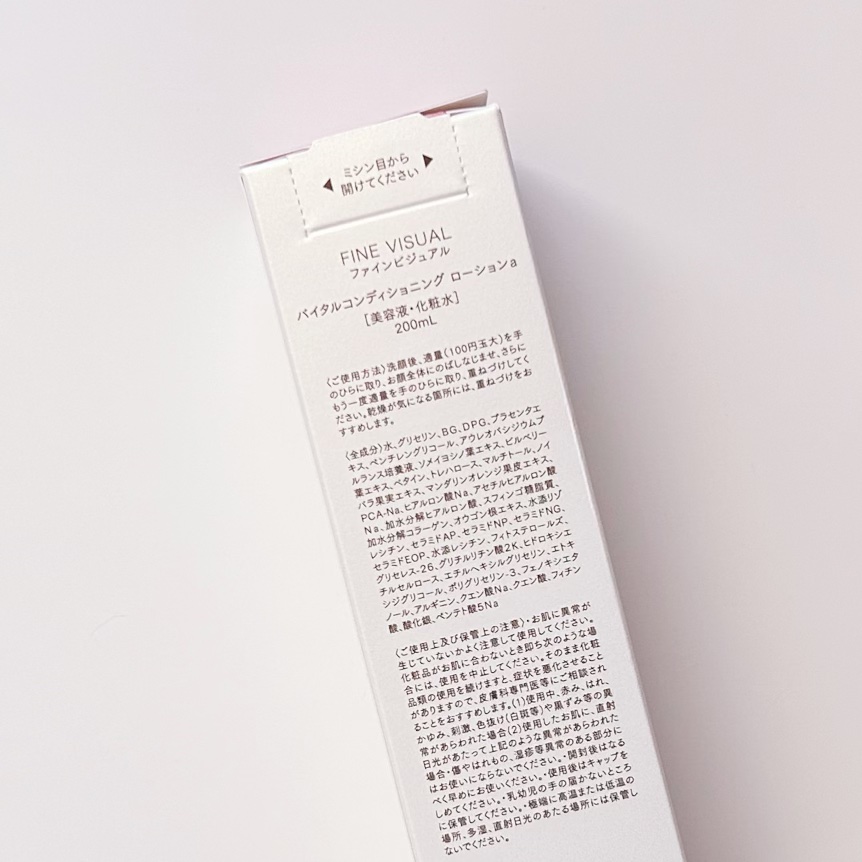 ミシン目から
◀ 開けてください ▶
FINE VISUAL
ファインビジュアル
バイタルコンディショニング ローションa
[美容液・化粧水]
200mL
〈ご使用方法〉洗顔後、適量(100円玉大)を手
のひらに取り、お顔全体にのばしなじませ、さらに
もう一度適量を手のひらに取り、重ねづけしてく
ださい。乾燥が気になる箇所には、重ねづけをお
すすめします。
〈全成分〉水、グリセリン、BG、DPG、プラセンタエ
キス、ペンチレングリコール、アウレオバシジウムプ
ルランス培養液、ソメイヨシノ葉エキス、ビルベリー
葉エキス、ベタイン、トレハロース、マルチトール、ノイ
バラ果実エキス、マンダリンオレンジ果皮エキス、
PCA-Na、ヒアルロン酸Na、アセチルヒアルロン酸
Na、加水分解ヒアルロン酸、スフィンゴ糖脂質、
加水分解コラーゲン、オウゴン根エキス、水添リゾ
レシチン、セラミドAP、セラミドNP、セラミドNG、
セラミドEOP、水添レシチン、フィトステロールズ、
グリセレス-26、グリチルリチン酸2K、ヒドロキシエ
チルセルロース、エチルヘキシルグリセリン、エトキ
シジグリコール、ポリグリセリン-3、フェノキシエタ
ノール、アルギニン、クエン酸Na、クエン酸、フィチン
酸、酸化銀、ペンテト酸5Na
〈ご使用上及び保管上の注意〉・お肌に異常が
生じていないかよく注意して使用してください。
化粧品がお肌に合わないとき即ち次のような場
合には、使用を中止してください。そのまま化粧
品類の使用を続けますと、症状を悪化させること
がありますので、皮膚科専門医等にご相談され
ることをおすすめします。(1)使用中、赤み、はれ、
かゆみ、刺激、色抜け(白斑等)や黒ずみ等の異
常があらわれた場合(2)使用したお肌に、直射
日光があたって上記のような異常があらわれた
場合・傷やはれもの、湿疹等異常のある部分に
はお使いにならないでください。・開封後はなる
べく早めにお使いください。・使用後はキャップを
しめてください。・乳幼児の手の届かないところ
に保管してください。・極端に高温または低温の
場所、多湿、直射日光のあたる場所には保管し
ないでください。